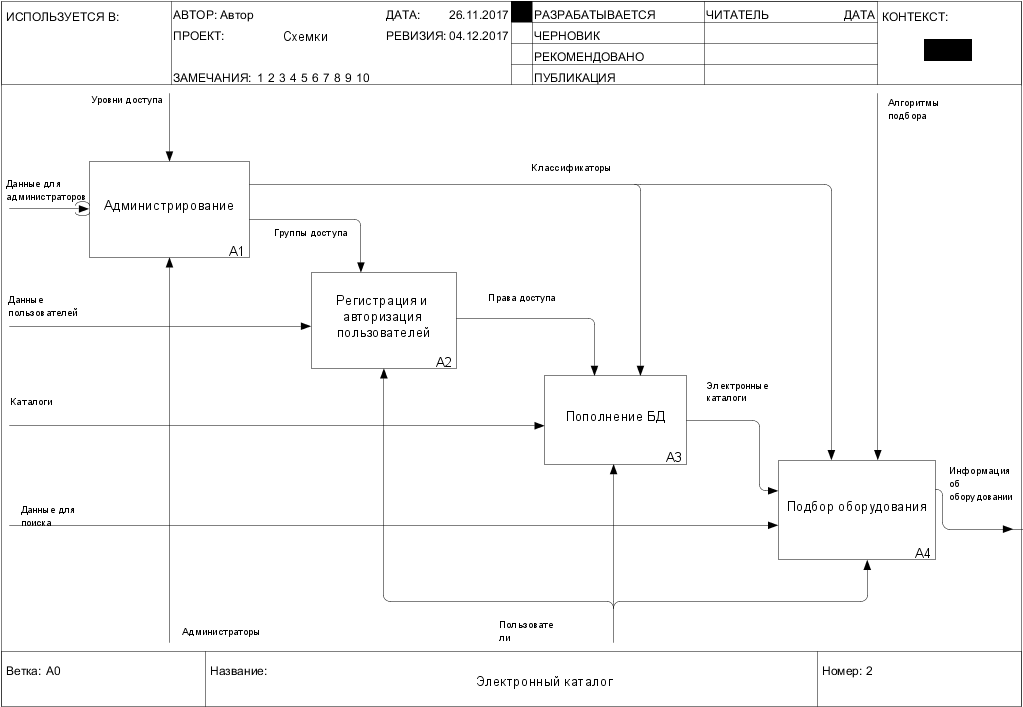 ИСПОЛЬЗУЕТСЯ В:
АВТОР: Автор
ДАТА: 26.11.2017
РАЗРАБАТЫВАЕТСЯ
ЧИТАТЕЛЬ
ДАТА
КОНТЕКСТ:
ПРОЕКТ: Схемки
РЕВИЗИЯ: 04.12.2017
ЧЕРНОВИК
РЕКОМЕНДОВАНО
ЗАМЕЧАНИЯ: 1 2 3 4 5 6 7 8 9 10
ПУБЛИКАЦИЯ
Уровни доступа
Алгоритмы
подбора
Классификаторы
Данные для
администраторов
Администрирование
A1
Группы доступа
Данные
пользователей
Регистрация и
авторизация
пользователей
A2
Права доступа
Каталоги
Пополнение БД
A3
Электронные
каталоги
Данные для
поиска
Подбор оборудования
A4
Информация
об
оборудовании
Администраторы
Пользовате
ли
Ветка: A0
Название:
Электронный каталог
Номер: 2